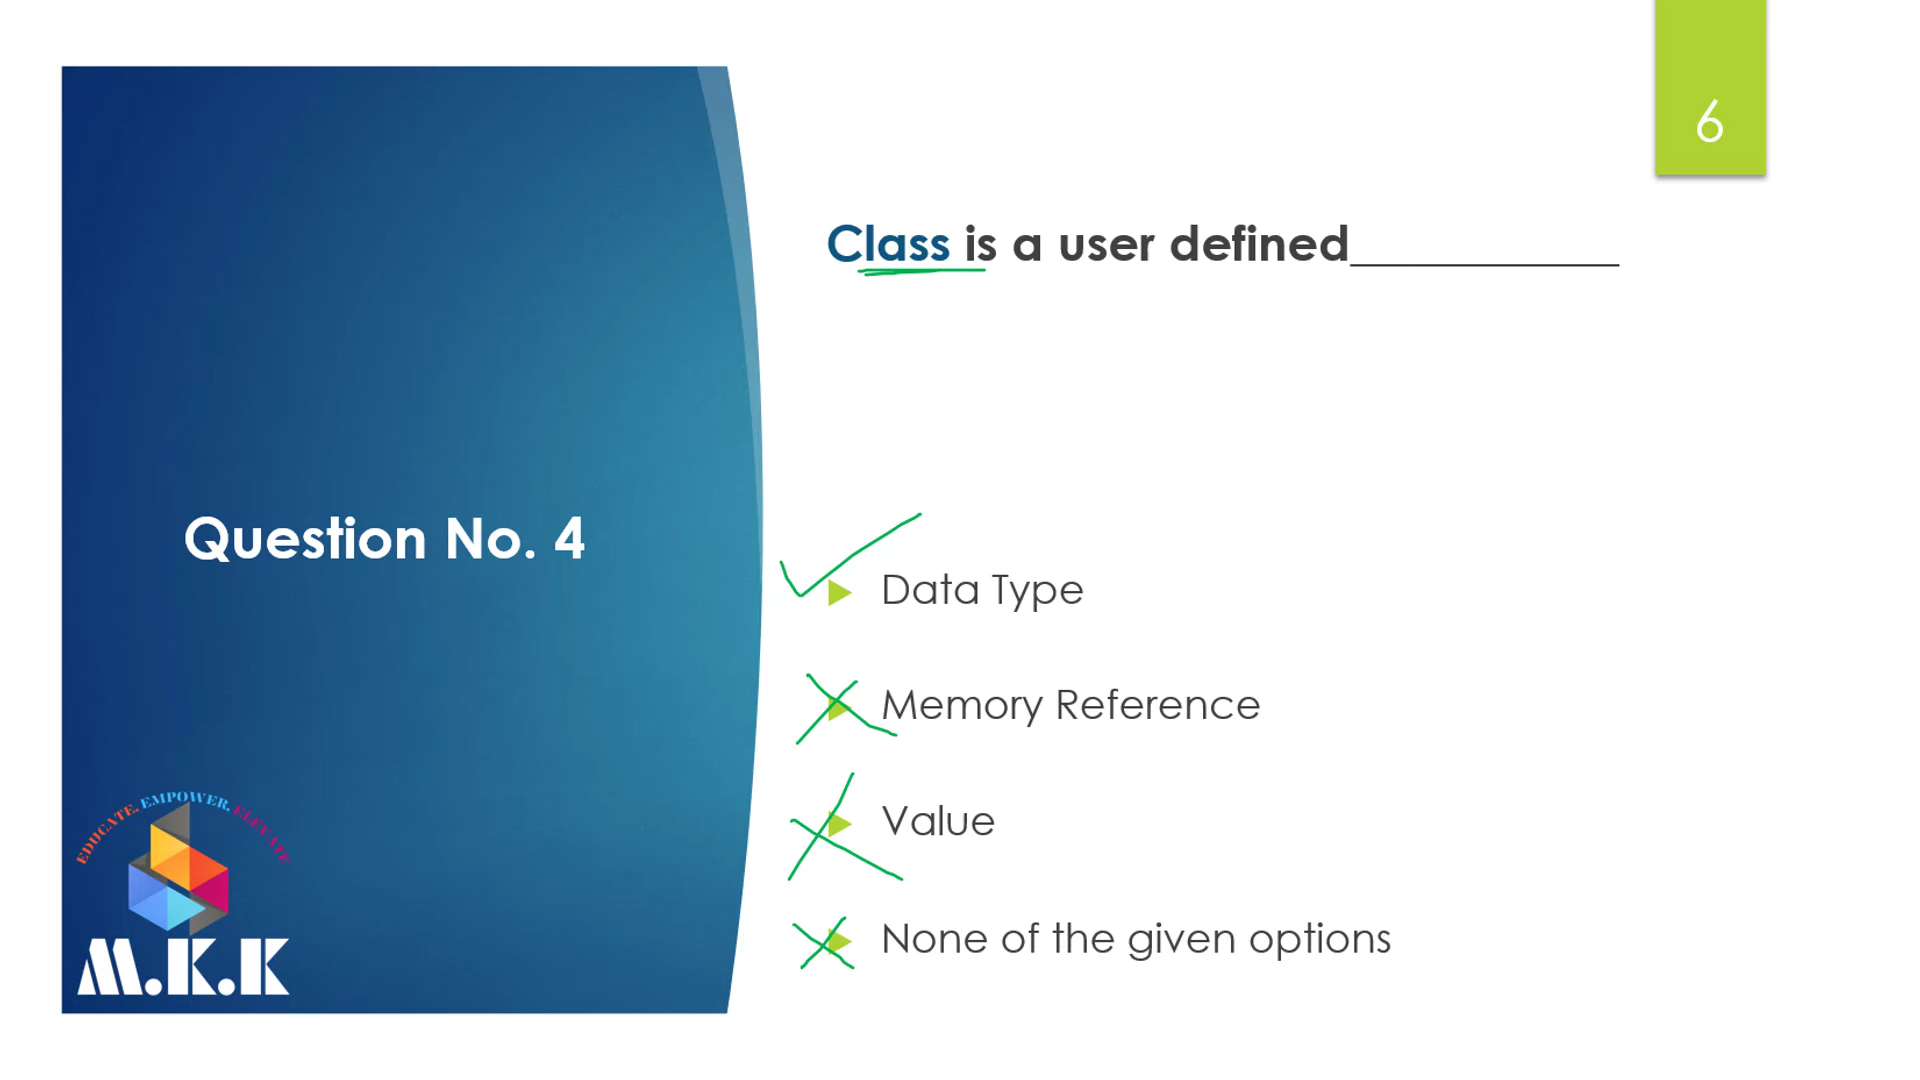 6
Class is a user defined___________
Question No. 4
Data Type
Memory Reference
Value
None of the given options
EDUCATE. EMPOWER. ELEVATE
M.K.K